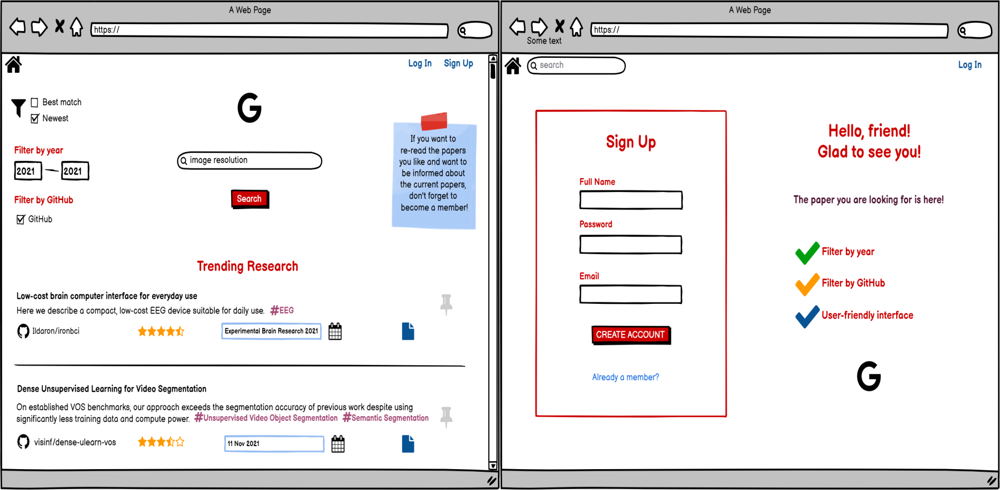 A Web Page
https://
Log In Sign Up
Best match
Newest
G
Filter by year
2021 — 2021
Filter by GitHub
GitHub
image resolution
Search
If you want to
re-read the papers
you like and want to
be informed about
the current papers,
don't forget to
become a member!
Trending Research
Low-cost brain computer interface for everyday use
Here we describe a compact, low-cost EEG device suitable for daily use. #EEG
Ildaron/ironbci
Experimental Brain Research 2021
Dense Unsupervised Learning for Video Segmentation
On established VOS benchmarks, our approach exceeds the segmentation accuracy of previous work despite using
significantly less training data and compute power. #Unsupervised Video Object Segmentation #Semantic Segmentation
visinf/dense-ulearn-vos
11 Nov 2021
A Web Page
https://
Some text
search
Log In
Sign Up
Full Name
Password
Email
CREATE ACCOUNT
Already a member?
Hello, friend!
Glad to see you!
The paper you are looking for is here!
Filter by year
Filter by GitHub
User-friendly interface
G